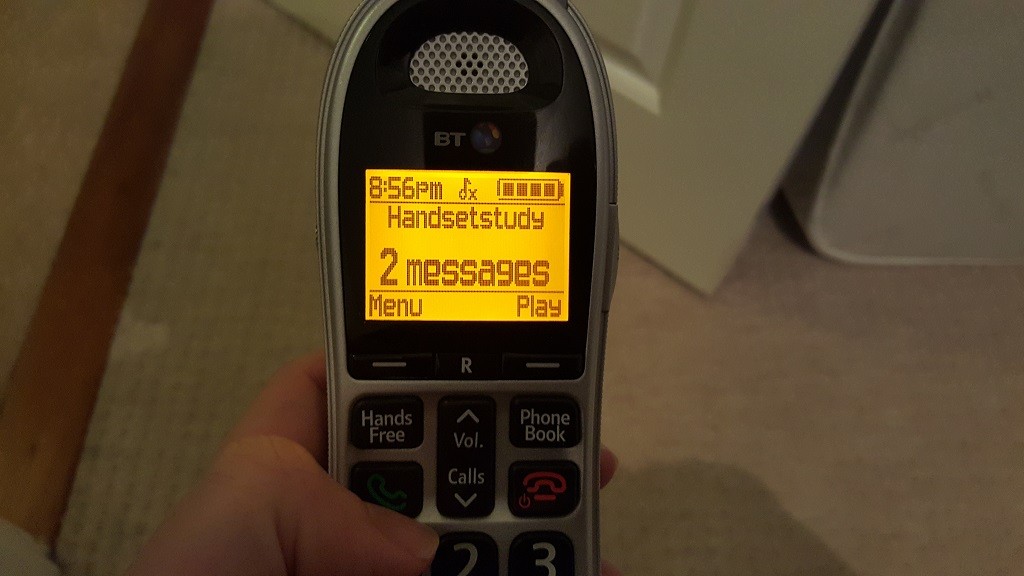 BT
8:56pm
Handsetstudy
2 messages
Menu Play
R
Hands Free
Vol.
Calls
Phone Book
2 3